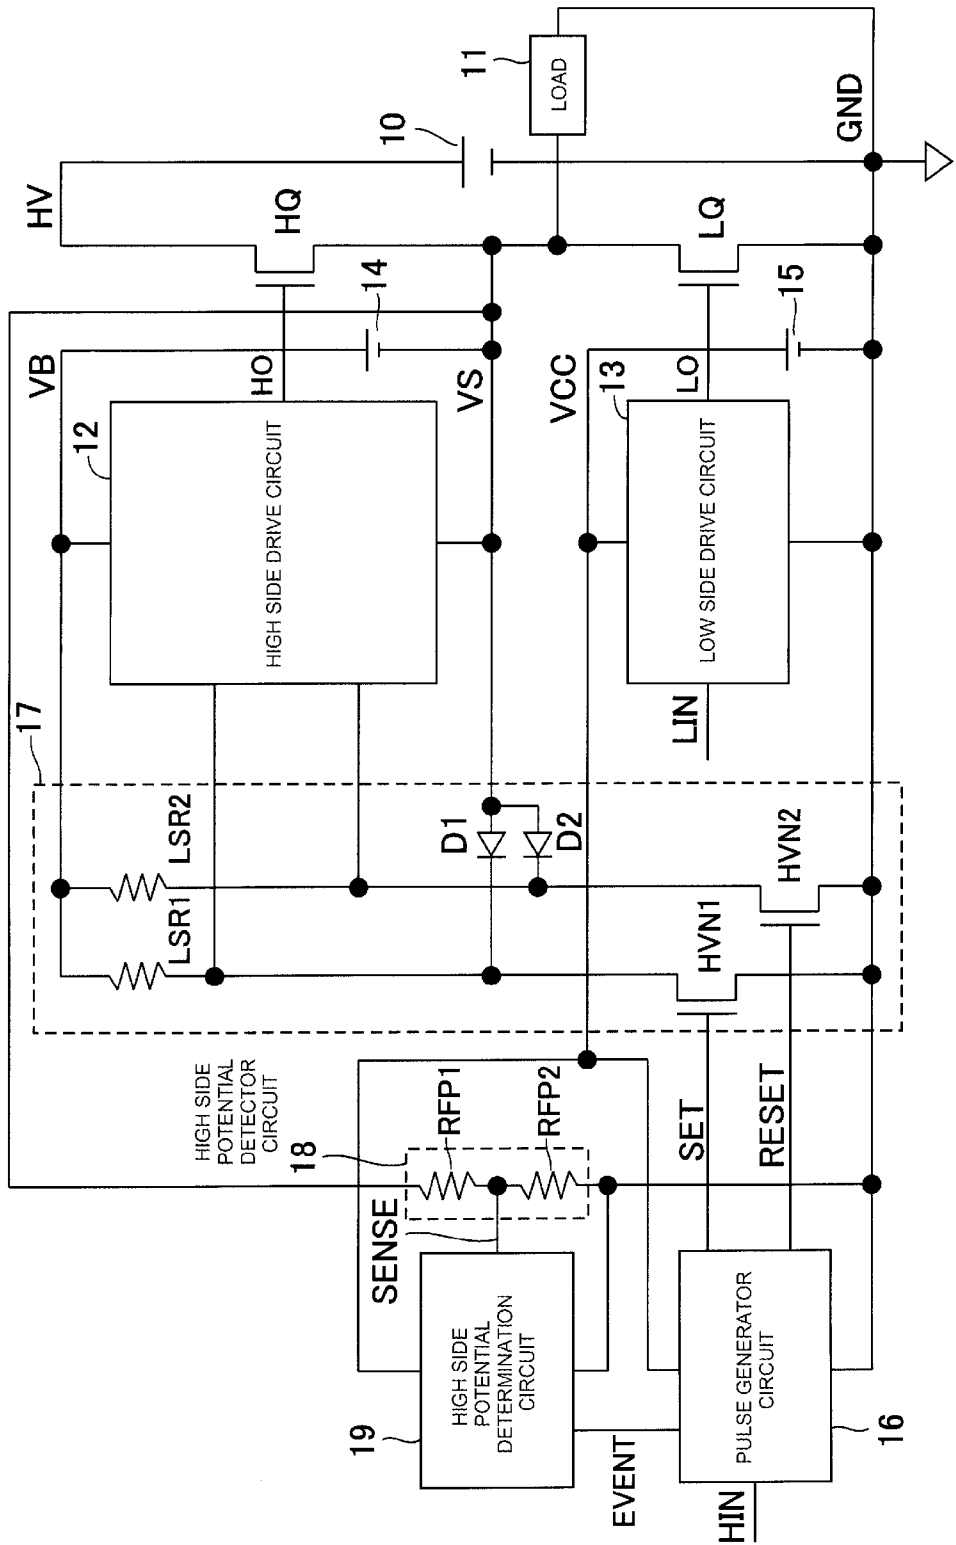 HV
10
11
LOAD
GND
HQ
LQ
VB
14
HO
VS
VCC
15
LO
12
HIGH SIDE DRIVE CIRCUIT
13
LOW SIDE DRIVE CIRCUIT
LIN
17
LSR2
LSR1
D1
D2
HVN1
HVN2
HIGH SIDE
POTENTIAL
DETECTOR
CIRCUIT
18
RFP1
RFP2
SET
RESET
SENSE
19
HIGH SIDE
POTENTIAL
DETERMINATION
CIRCUIT
EVENT
PULSE GENERATOR
CIRCUIT
16
HIN